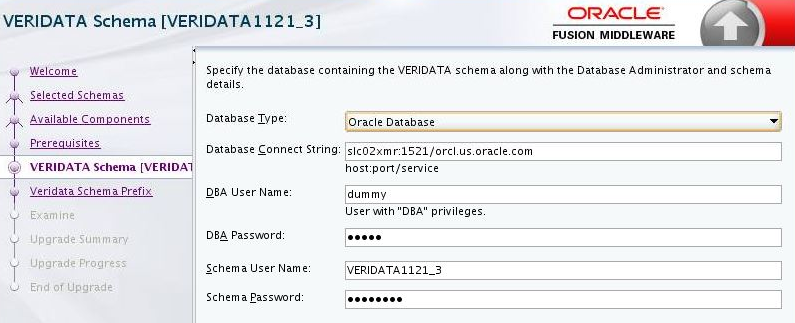 VERIDATA Schema [VERIDATA1121_3]
ORACLE
FUSION MIDDLEWARE
Welcome
Selected Schemas
Available Components
Prerequisites
VERIDATA Schema [VERIDAT
Veridata Schema Prefix
Examine
Upgrade Summary
Upgrade Progress
End of Upgrade
Specify the database containing the VERIDATA schema along with the Database Administrator and schema
details.
Database Type: Oracle Database
Database Connect String: slc02xmr:1521/orcl.us.oracle.com
host:port/service
DBA User Name: dummy
User with "DBA" privileges.
DBA Password: •••••
Schema User Name: VERIDATA1121_3
Schema Password: ••••••••